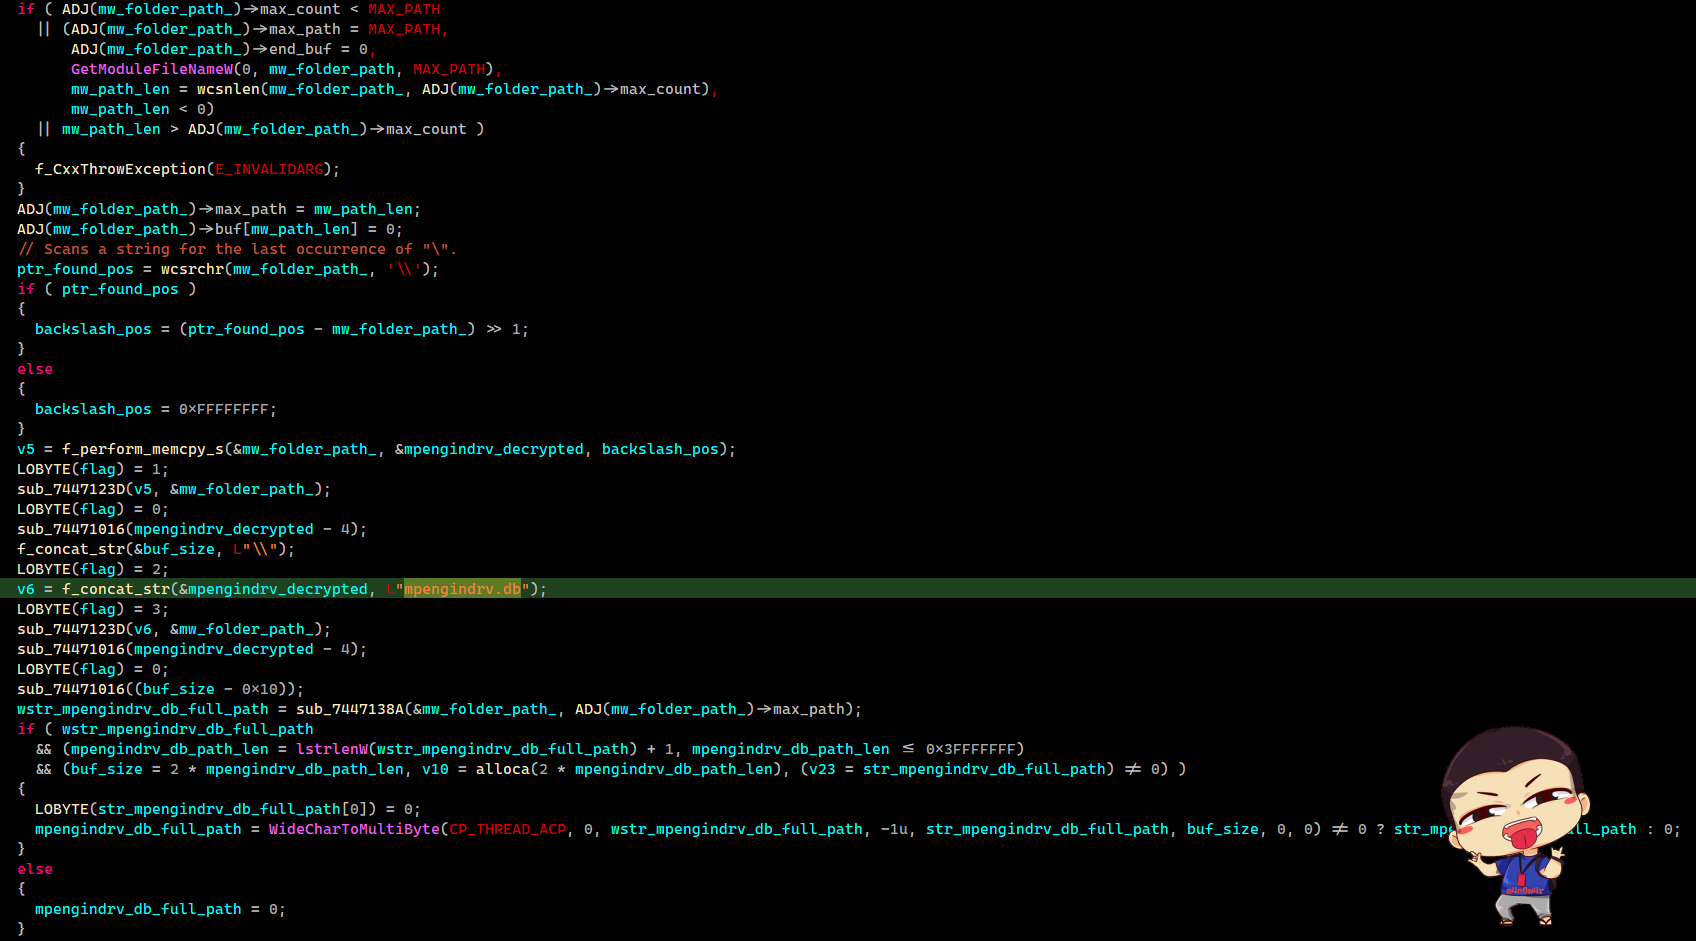 if ( ADJ(mw_folder_path_)->max_count < MAX_PATH
  || (ADJ(mw_folder_path_)->max_path = MAX_PATH,
      ADJ(mw_folder_path_)->end_buf = 0,
      GetModuleFileNameW(0, mw_folder_path, MAX_PATH),
      mw_path_len = wcsnlen(mw_folder_path_, ADJ(mw_folder_path_)->max_count),
      mw_path_len < 0)
  || mw_path_len > ADJ(mw_folder_path_)->max_count )
{
  f_CxxThrowException(E_INVALIDARG);
}
ADJ(mw_folder_path_)->max_path = mw_path_len;
ADJ(mw_folder_path_)->buf[mw_path_len] = 0;
// Scans a string for the last occurrence of "\".
ptr_found_pos = wcsrchr(mw_folder_path_, '\\');
if ( ptr_found_pos )
{
  backslash_pos = (ptr_found_pos - mw_folder_path_) >> 1;
}
else
{
  backslash_pos = 0xFFFFFFFF;
}
v5 = f_perform_memcpy_s(&mw_folder_path_, &mpengindrv_decrypted, backslash_pos);
LOBYTE(flag) = 1;
sub_7447123D(v5, &mw_folder_path_);
LOBYTE(flag) = 0;
sub_74471016(mpengindrv_decrypted - 4);
f_concat_str(&buf_size, L"\\");
LOBYTE(flag) = 2;
v6 = f_concat_str(&mpengindrv_decrypted, L"mpengindrv.db");
LOBYTE(flag) = 3;
sub_7447123D(v6, &mw_folder_path_);
sub_74471016(mpengindrv_decrypted - 4);
LOBYTE(flag) = 0;
sub_74471016((buf_size - 0x10));
wstr_mpengindrv_db_full_path = sub_7447138A(&mw_folder_path_, ADJ(mw_folder_path_)->max_path);
if ( wstr_mpengindrv_db_full_path
  && (mpengindrv_db_path_len = lstrlenW(wstr_mpengindrv_db_full_path) + 1, mpengindrv_db_path_len <= 0x3FFFFFFF)
  && (buf_size = 2 * mpengindrv_db_path_len, v10 = alloca(2 * mpengindrv_db_path_len), (v23 = str_mpengindrv_db_full_path) != 0) )
{
  LOBYTE(str_mpengindrv_db_full_path[0]) = 0;
  mpengindrv_db_full_path = WideCharToMultiByte(CP_THREAD_ACP, 0, wstr_mpengindrv_db_full_path, -1u, str_mpengindrv_db_full_path, buf_size, 0, 0) != 0 ? : 0;
}
else
{
  mpengindrv_db_full_path = 0;
}
m4n0w4r